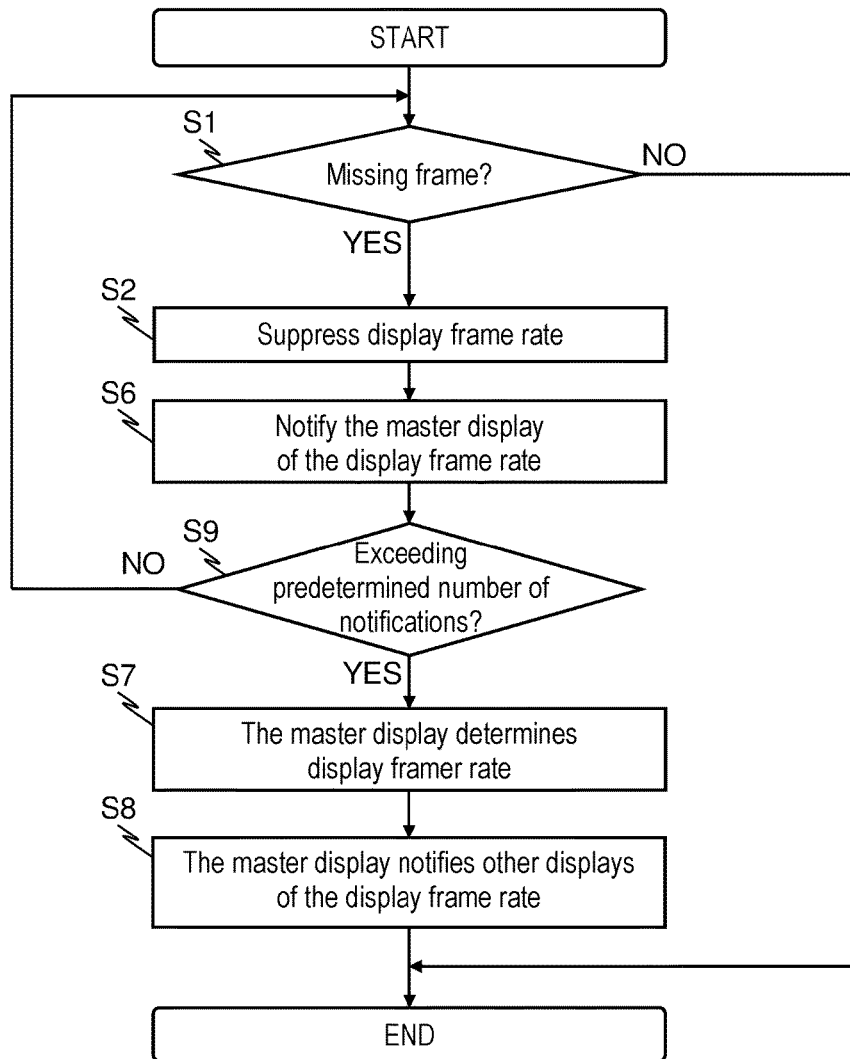 START
S1
Missing frame?
NO
YES
S2
Suppress display frame rate
S6
Notify the master display
of the display frame rate
S9
NO
Exceeding
predetermined number of
notifications?
YES
S7
The master display determines
display framer rate
S8
The master display notifies other displays
of the display frame rate
END